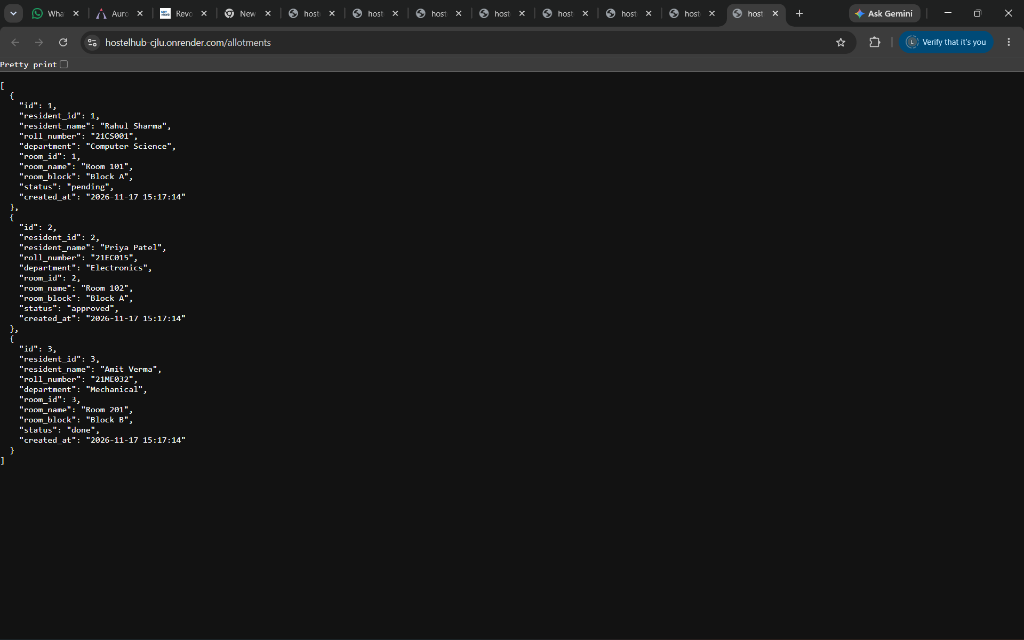 Wha
Auro
Revo
New
host
host
host
host
host
host
host
host
Ask Gemini
hostelhub-cjlu.onrender.com/allotments
Verify that it's you
Pretty print
[
{
"id": 1,
"resident_id": 1,
"resident_name": "Rahul Sharma",
"roll_number": "21CS001",
"department": "Computer Science",
"room_id": 1,
"room_name": "Room 101",
"room_block": "Block A",
"status": "pending",
"created_at": "2026-11-17 15:17:14"
},
{
"id": 2,
"resident_id": 2,
"resident_name": "Priya Patel",
"roll_number": "21EC015",
"department": "Electronics",
"room_id": 2,
"room_name": "Room 102",
"room_block": "Block A",
"status": "approved",
"created_at": "2026-11-17 15:17:14"
},
{
"id": 3,
"resident_id": 3,
"resident_name": "Amit Verma",
"roll_number": "21ME032",
"department": "Mechanical",
"room_id": 3,
"room_name": "Room 201",
"room_block": "Block B",
"status": "done",
"created_at": "2026-11-17 15:17:14"
}
]